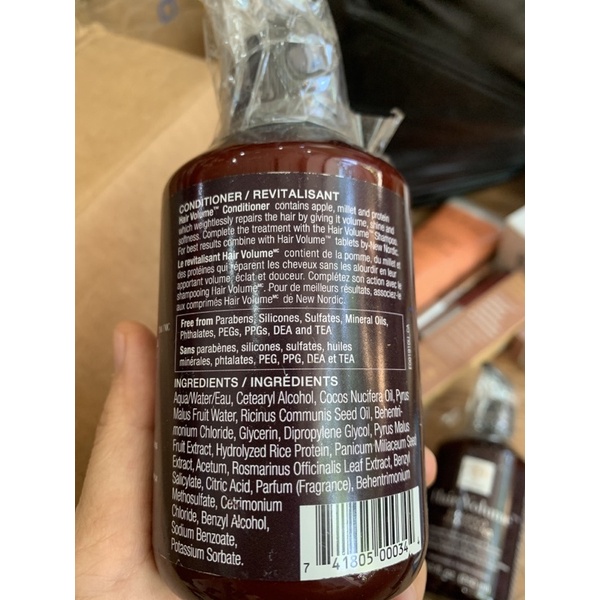 CONDITIONER / REVITALISANT
Hair Volume™ Conditioner contains apple, millet and protein
which weightlessly repairs the hair by giving it volume, shine and
softness. Complete the treatment with the Hair Volume™ Shampoo.
For best results combine with Hair Volume™ tablets by New Nordic.
Le revitalisant Hair Volumeᴹᶜ contient de la pomme, du millet et
des protéines qui réparent les cheveux sans les alourdir en leur
apportant volume, éclat et douceur. Complétez son action avec le
shampooing Hair Volumeᴹᶜ. Pour de meilleurs résultats, associez-le
aux comprimés Hair Volumeᴹᶜ de New Nordic.
Free from Parabens, Silicones, Sulfates, Mineral Oils,
Phthalates, PEGs, PPGs, DEA and TEA
Sans parabènes, silicones, sulfates, huiles
minérales, phtalates, PEG, PPG, DEA et TEA
INGREDIENTS / INGRÉDIENTS
Aqua/Water/Eau, Cetearyl Alcohol, Cocos Nucifera Oil, Pyrus
Malus Fruit Water, Ricinus Communis Seed Oil, Behentri-
monium Chloride, Glycerin, Dipropylene Glycol, Pyrus Malus
Fruit Extract, Hydrolyzed Rice Protein, Panicum Miliaceum Seed
Extract, Acetum, Rosmarinus Officinalis Leaf Extract, Benzyl
Salicylate, Citric Acid, Parfum (Fragrance), Behentrimonium
Methosulfate, Cetrimonium
Chloride, Benzyl Alcohol,
Sodium Benzoate,
Potassium Sorbate.
7 41805 00034 4
Hair Volume™